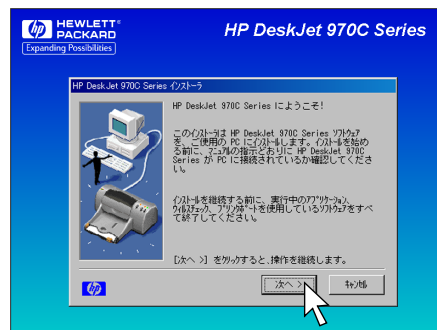 HEWLETT®
PACKARD
Expanding Possibilities
HP DeskJet 970C Series
HP DeskJet 970C Series ｲﾝｽﾄｰﾗ
HP DeskJet 970C Series にようこそ!
このｲﾝｽﾄｰﾗは HP DeskJet 970C Series ｿﾌﾄｳｪｱ
を、ご使用の PC にｲﾝｽﾄｰﾙします。ｲﾝｽﾄｰﾙを始め
る前に、ﾏﾆｭｱﾙの指示どおりに HP DeskJet 970C
Series が PC に接続されているか確認してくださ
い。
ｲﾝｽﾄｰﾙを継続する前に、実行中のｱﾌﾟﾘｹｰｼｮﾝ、
ｳｨﾙｽﾁｪｯｸ、ﾌﾟﾘﾝﾀﾎﾟｰﾄを使用しているｿﾌﾄｳｪｱをすべ
て終了してください。
[次へ >] をｸﾘｯｸすると、操作を継続します。
hp
次へ >
ｷｬﾝｾﾙ